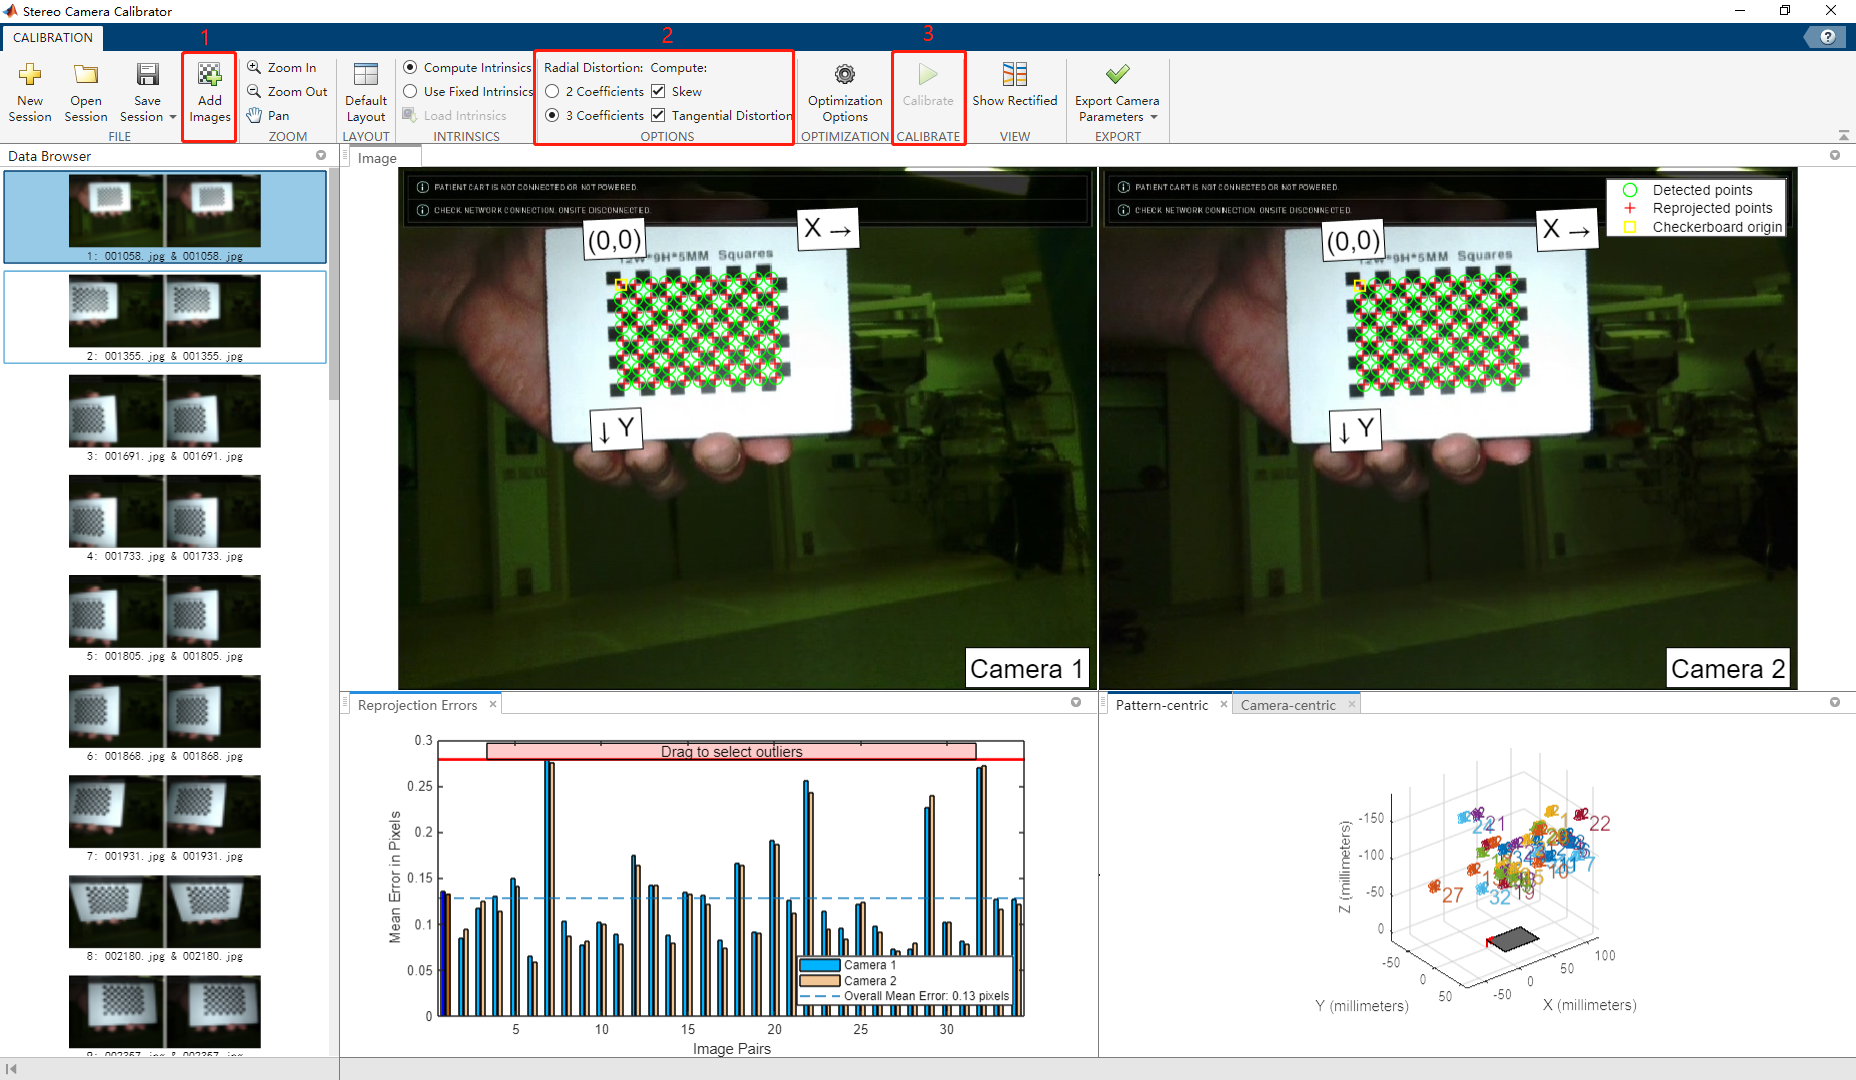 Stereo Camera Calibrator
CALIBRATION
1
2
3
New Session
Open Session
Save Session
Add Images
FILE
Zoom In
Zoom Out
Pan
ZOOM
Default Layout
LAYOUT
Compute Intrinsics
Use Fixed Intrinsics
Load Intrinsics
INTRINSICS
Radial Distortion: Compute:
2 Coefficients Skew
3 Coefficients Tangential Distortion
OPTIONS
Optimization Options
OPTIMIZATION
Calibrate
CALIBRATE
Show Rectified
VIEW
Export Camera Parameters
EXPORT
Data Browser
1: 001058. jpg & 001058. jpg
2: 001355. jpg & 001355. jpg
3: 001691. jpg & 001691. jpg
4: 001733. jpg & 001733. jpg
5: 001805. jpg & 001805. jpg
6: 001868. jpg & 001868. jpg
7: 001931. jpg & 001931. jpg
8: 002180. jpg & 002180. jpg
9: 002357. jpg & 002357. jpg
Image
PATIENT CART IS NOT CONNECTED OR NOT POWERED.
CHECK NETWORK CONNECTION. ONSITE DISCONNECTED.
(0,0)
X →
12W*9H*5MM Squares
↓ Y
Camera 1
PATIENT CART IS NOT CONNECTED OR NOT POWERED.
CHECK NETWORK CONNECTION. ONSITE DISCONNECTED.
Detected points
Reprojected points
Checkerboard origin
(0,0)
X →
12W*9H*5MM Squares
↓ Y
Camera 2
Reprojection Errors
Drag to select outliers
0.3
0.25
0.2
0.15
0.1
0.05
0
Mean Error in Pixels
Camera 1
Camera 2
Overall Mean Error: 0.13 pixels
5 10 15 20 25 30
Image Pairs
Pattern-centric
Camera-centric
-150
-100
-50
0
Z (millimeters)
21
22
27
32
19
10
7
-50
0
50
Y (millimeters)
-50
0
50
100
X (millimeters)